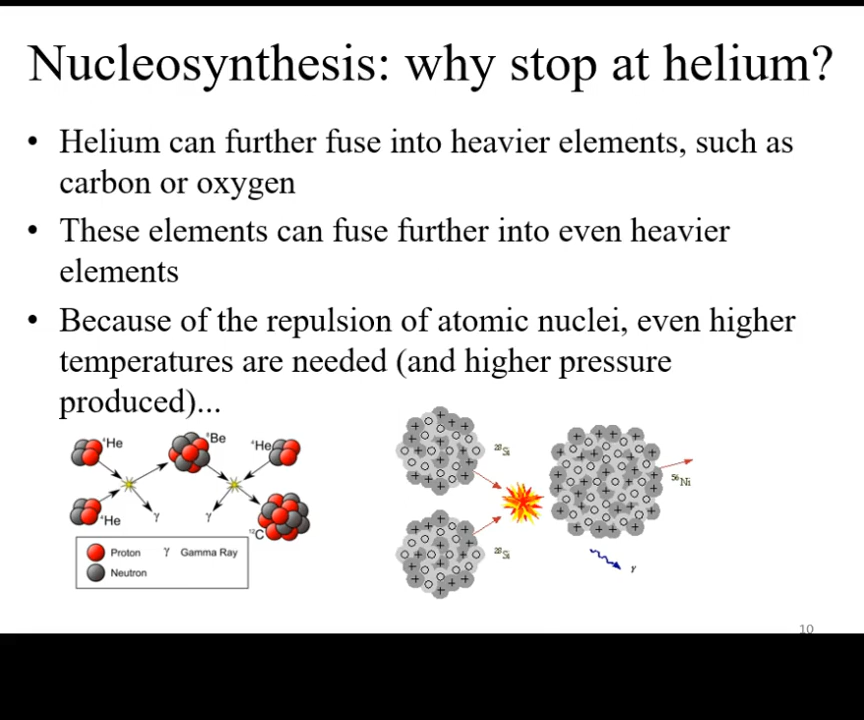 Nucleosynthesis: why stop at helium?
• Helium can further fuse into heavier elements, such as
carbon or oxygen
• These elements can fuse further into even heavier
elements
• Because of the repulsion of atomic nuclei, even higher
temperatures are needed (and higher pressure
produced)...
⁴He
⁸Be
⁴He
⁴He
γ
γ
¹²C
Proton γ Gamma Ray
Neutron
²⁸Si
²⁸Si
⁵⁶Ni
γ
10